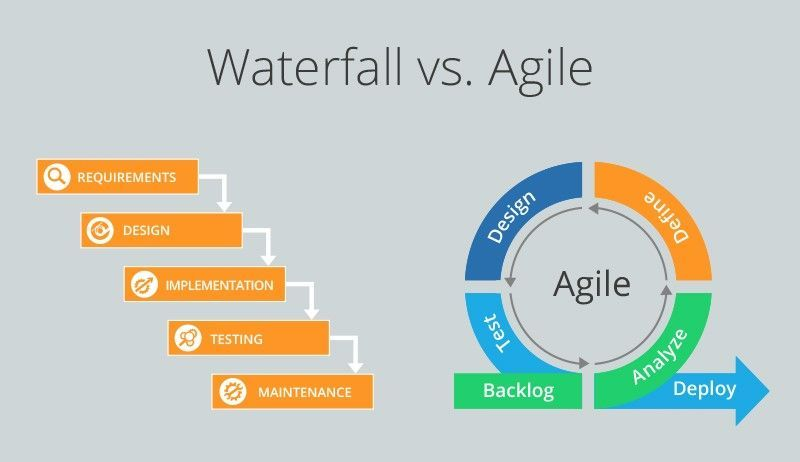 Waterfall vs. Agile
REQUIREMENTS
DESIGN
IMPLEMENTATION
TESTING
MAINTENANCE
Design
Define
Agile
Test
Analyze
Backlog
Deploy